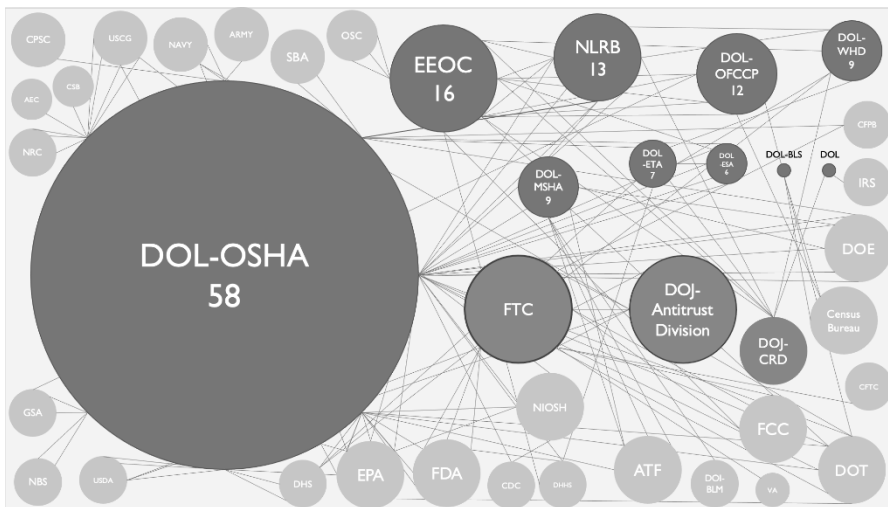 CPSC
USCG
NAVY
ARMY
SBA
OSC
EEOC
16
NLRB
13
DOL-
OFCCP
12
DOL-
WHD
9
AEC
CSB
NRC
CFPB
DOL-
MSHA
9
DOL
-ETA
7
DOL
-ESA
6
DOL-BLS
DOL
IRS
DOL-OSHA
58
DOE
FTC
DOJ-
Antitrust
Division
DOJ-
CRD
Census
Bureau
CFTC
GSA
NBS
USDA
DHS
EPA
FDA
CDC
NIOSH
DHHS
ATF
DOI-
BLM
VA
FCC
DOT